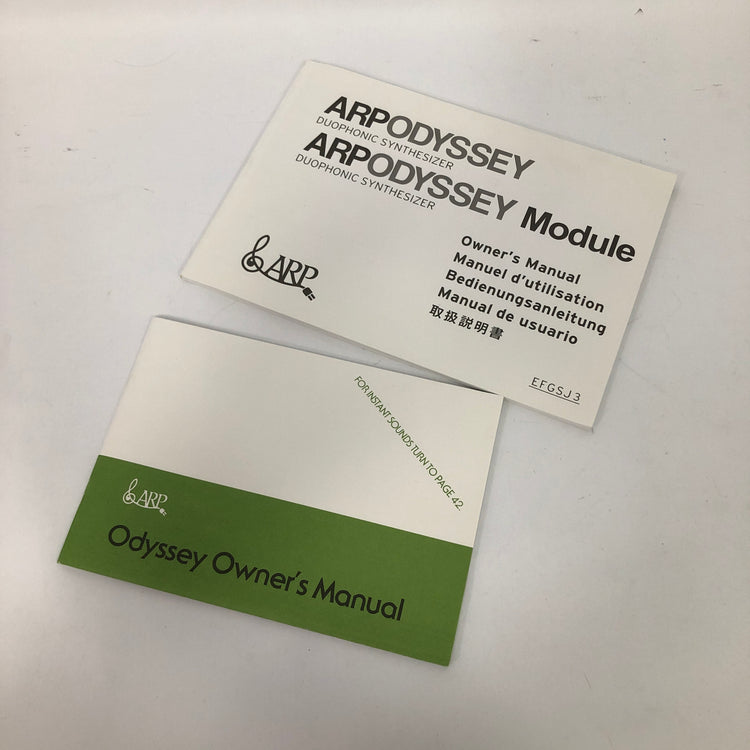 ARPODYSSEY
DUOPHONIC SYNTHESIZER
ARPODYSSEY Module
DUOPHONIC SYNTHESIZER
Owner's Manual
Manuel d'utilisation
Bedienungsanleitung
Manual de usuario
取扱説明書
ARP
EFGSJ3
FOR INSTANT SOUNDS TURN TO PAGE 42.
ARP
Odyssey Owner's Manual